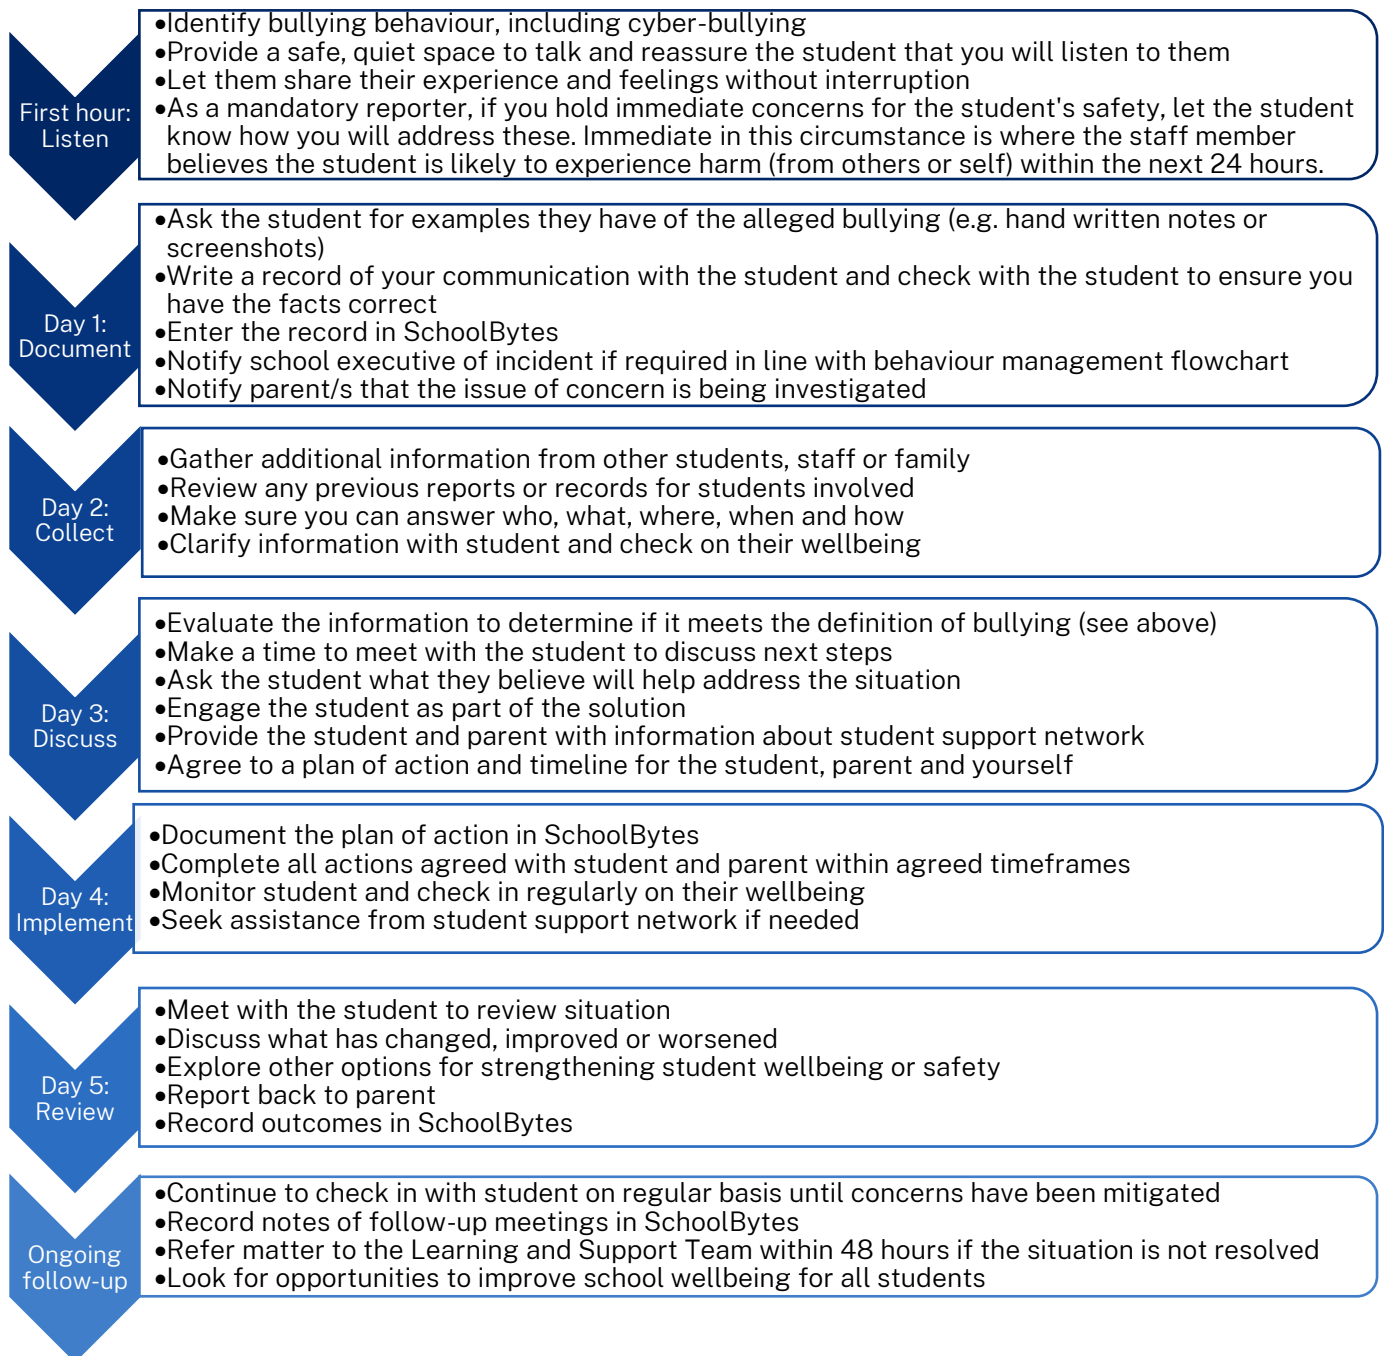 First hour:
Listen
•Identify bullying behaviour, including cyber-bullying
•Provide a safe, quiet space to talk and reassure the student that you will listen to them
•Let them share their experience and feelings without interruption
•As a mandatory reporter, if you hold immediate concerns for the student's safety, let the student
know how you will address these. Immediate in this circumstance is where the staff member
believes the student is likely to experience harm (from others or self) within the next 24 hours.
Day 1:
Document
•Ask the student for examples they have of the alleged bullying (e.g. hand written notes or
screenshots)
•Write a record of your communication with the student and check with the student to ensure you
have the facts correct
•Enter the record in SchoolBytes
•Notify school executive of incident if required in line with behaviour management flowchart
•Notify parent/s that the issue of concern is being investigated
Day 2:
Collect
•Gather additional information from other students, staff or family
•Review any previous reports or records for students involved
•Make sure you can answer who, what, where, when and how
•Clarify information with student and check on their wellbeing
Day 3:
Discuss
•Evaluate the information to determine if it meets the definition of bullying (see above)
•Make a time to meet with the student to discuss next steps
•Ask the student what they believe will help address the situation
•Engage the student as part of the solution
•Provide the student and parent with information about student support network
•Agree to a plan of action and timeline for the student, parent and yourself
Day 4:
Implement
•Document the plan of action in SchoolBytes
•Complete all actions agreed with student and parent within agreed timeframes
•Monitor student and check in regularly on their wellbeing
•Seek assistance from student support network if needed
Day 5:
Review
•Meet with the student to review situation
•Discuss what has changed, improved or worsened
•Explore other options for strengthening student wellbeing or safety
•Report back to parent
•Record outcomes in SchoolBytes
Ongoing
follow-up
•Continue to check in with student on regular basis until concerns have been mitigated
•Record notes of follow-up meetings in SchoolBytes
•Refer matter to the Learning and Support Team within 48 hours if the situation is not resolved
•Look for opportunities to improve school wellbeing for all students